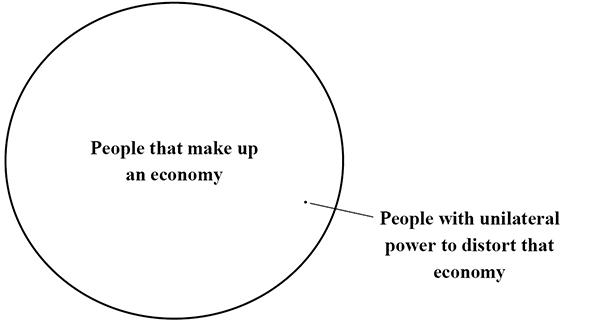 People that make up
an economy
People with unilateral
power to distort that
economy